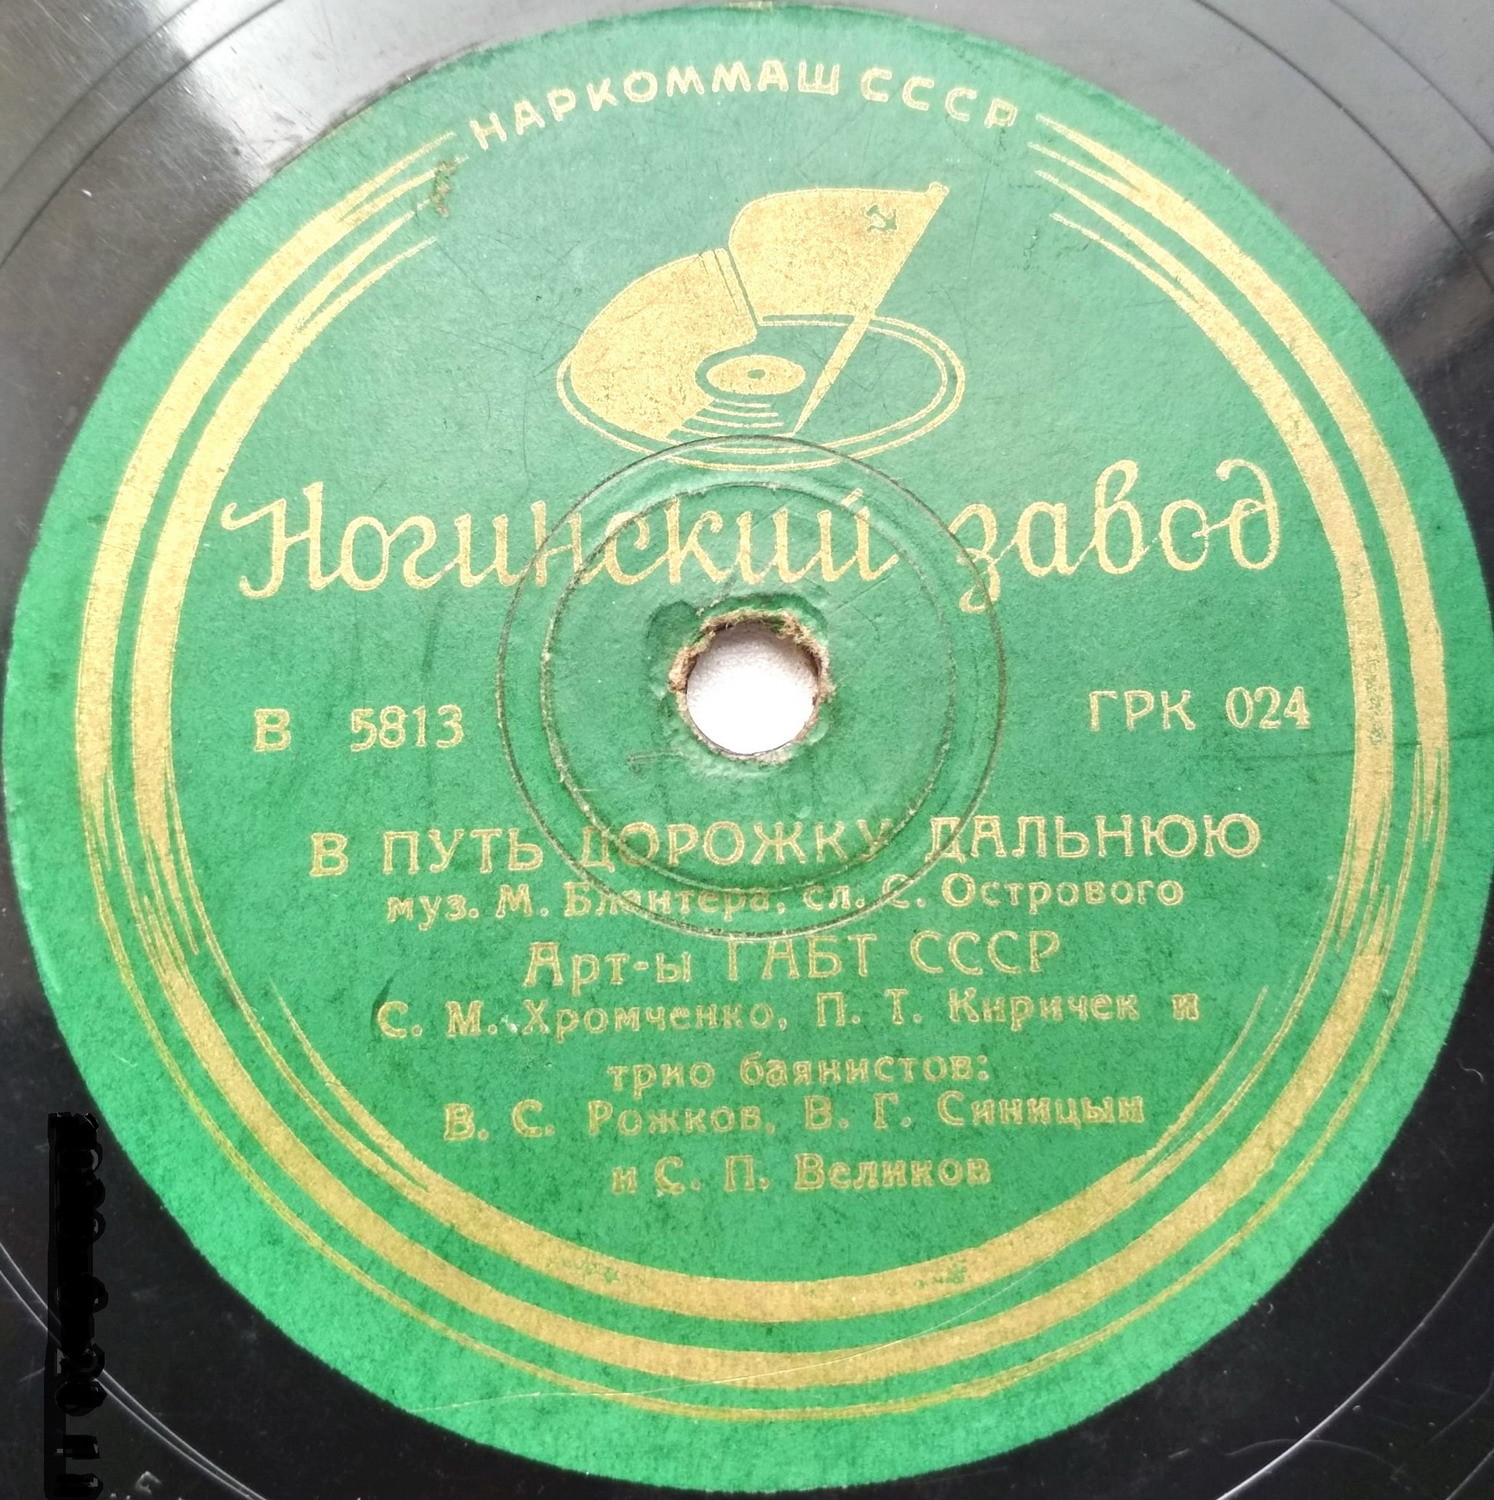 НАРКОММАШ СССР
Ногинский завод
В 5813 ГРК 024
В ПУТЬ ДОРОЖКУ ДАЛЬНЮЮ
муз. М. Блантера, сл. С. Острового
Арт-ы ГАБТ СССР
С. М. Хромченко, П. Т. Киричек и
трио баянистов:
В. С. Рожков, В. Г. Синицын
и С. П. Великов